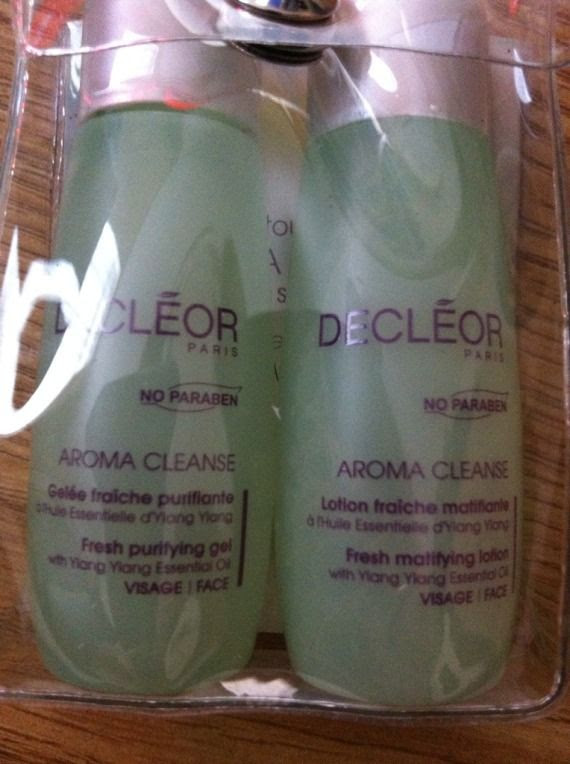 DECLÉOR
PARIS
NO PARABEN
AROMA CLEANSE
Gelée fraîche purifiante
à l'Huile Essentielle d'Ylang Ylang
Fresh purifying gel
with Ylang Ylang Essential Oil
VISAGE | FACE
DECLÉOR
PARIS
NO PARABEN
AROMA CLEANSE
Lotion fraîche matifiante
à l'Huile Essentielle d'Ylang Ylang
Fresh matifying lotion
with Ylang Ylang Essential Oil
VISAGE | FACE